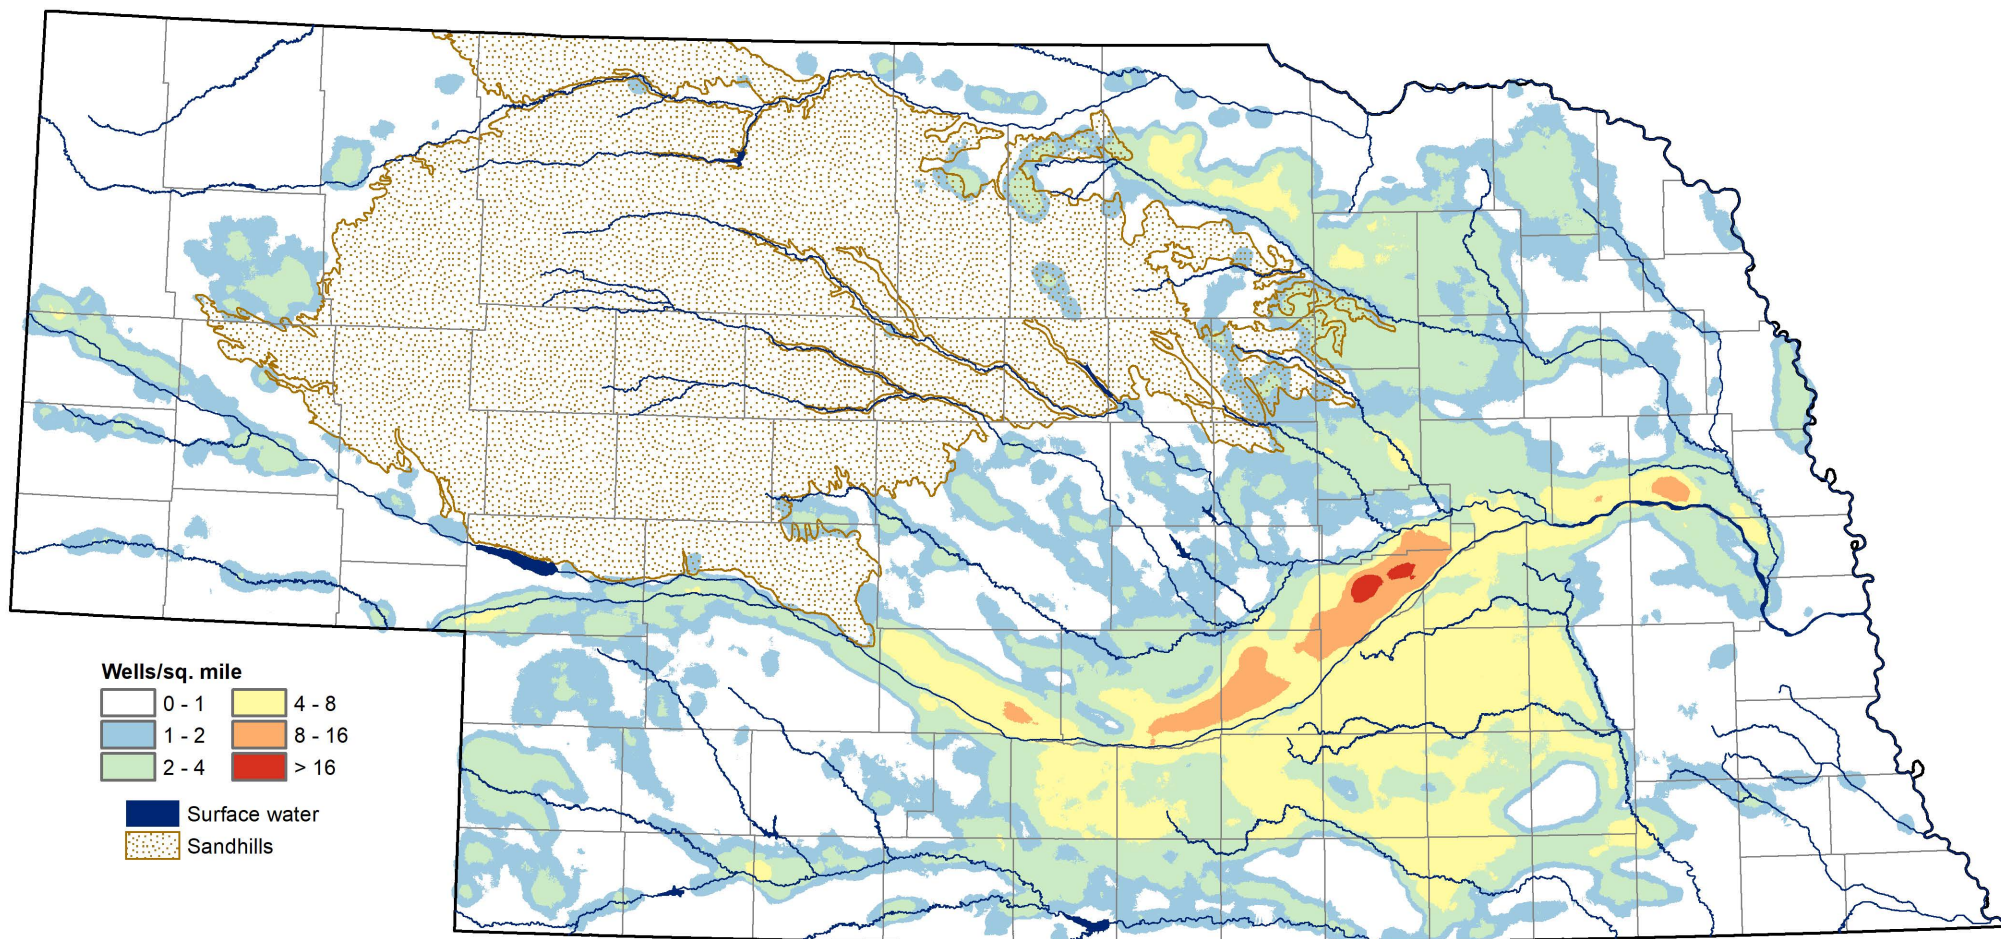 Wells/sq. mile
0 - 1 4 - 8
1 - 2 8 - 16
2 - 4 > 16
Surface water
Sandhills